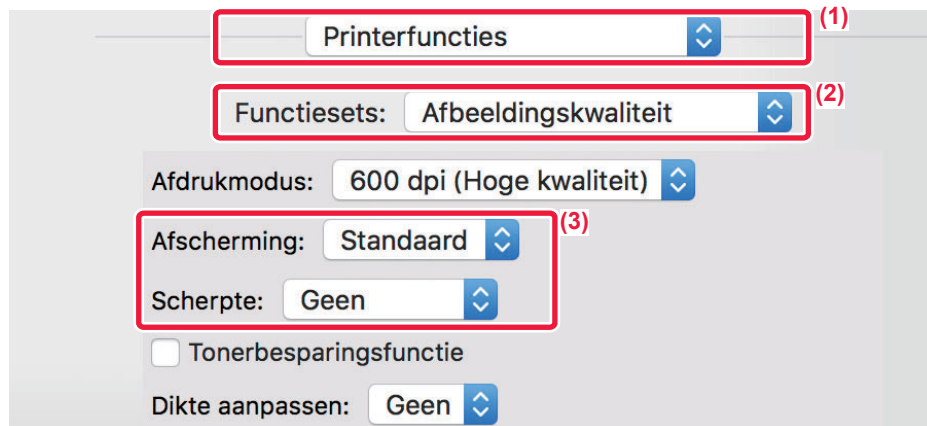 Printerfuncties
(1)
Functiesets: Afbeeldingskwaliteit
(2)
Afdrukmodus: 600 dpi (Hoge kwaliteit)
Afscherming: Standaard
(3)
Scherpte: Geen
Tonerbesparingsfunctie
Dikte aanpassen: Geen